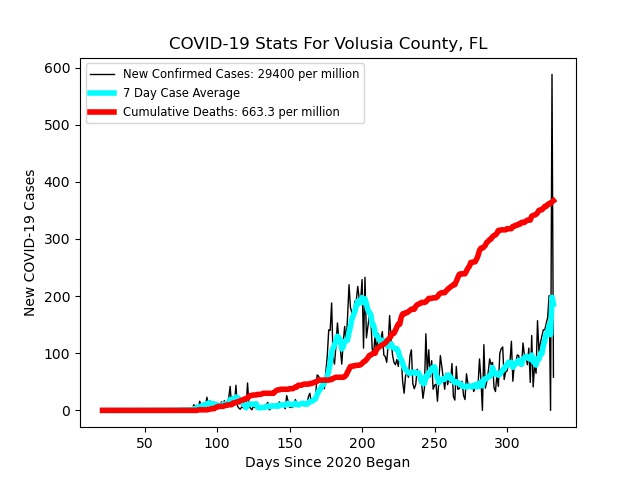 COVID-19 Stats For Volusia County, FL
New Confirmed Cases: 29400 per million
7 Day Case Average
Cumulative Deaths: 663.3 per million
600
500
400
300
200
100
0
New COVID-19 Cases
50
100
150
200
250
300
Days Since 2020 Began